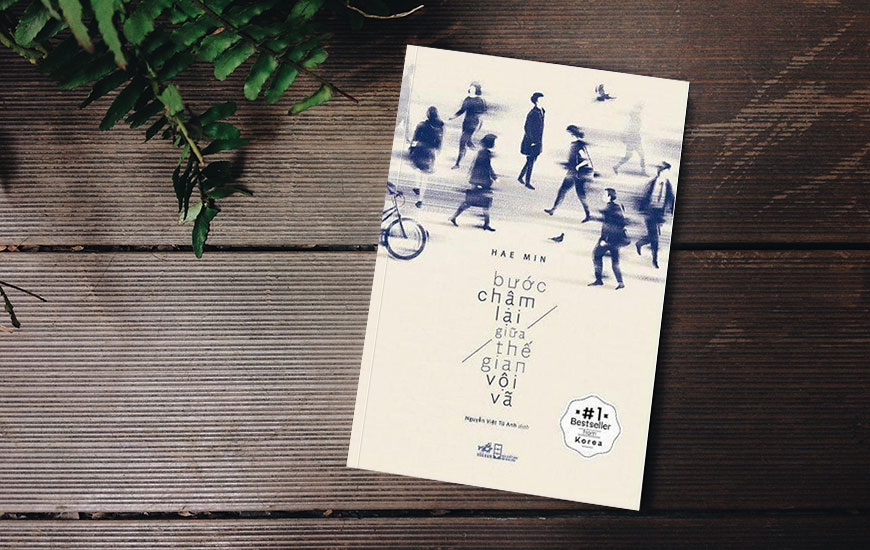 HAE MIN
bước
chậm
lại
giữa
thế
gian
vội
vã
Nguyễn Việt Tú Anh dịch
#1
Bestseller
from
Korea